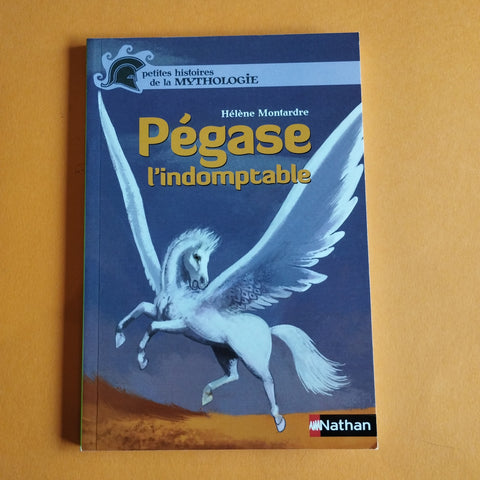 petites histoires
de la MYTHOLOGIE
Hélène Montardre
Pégase
l'indomptable
Nathan